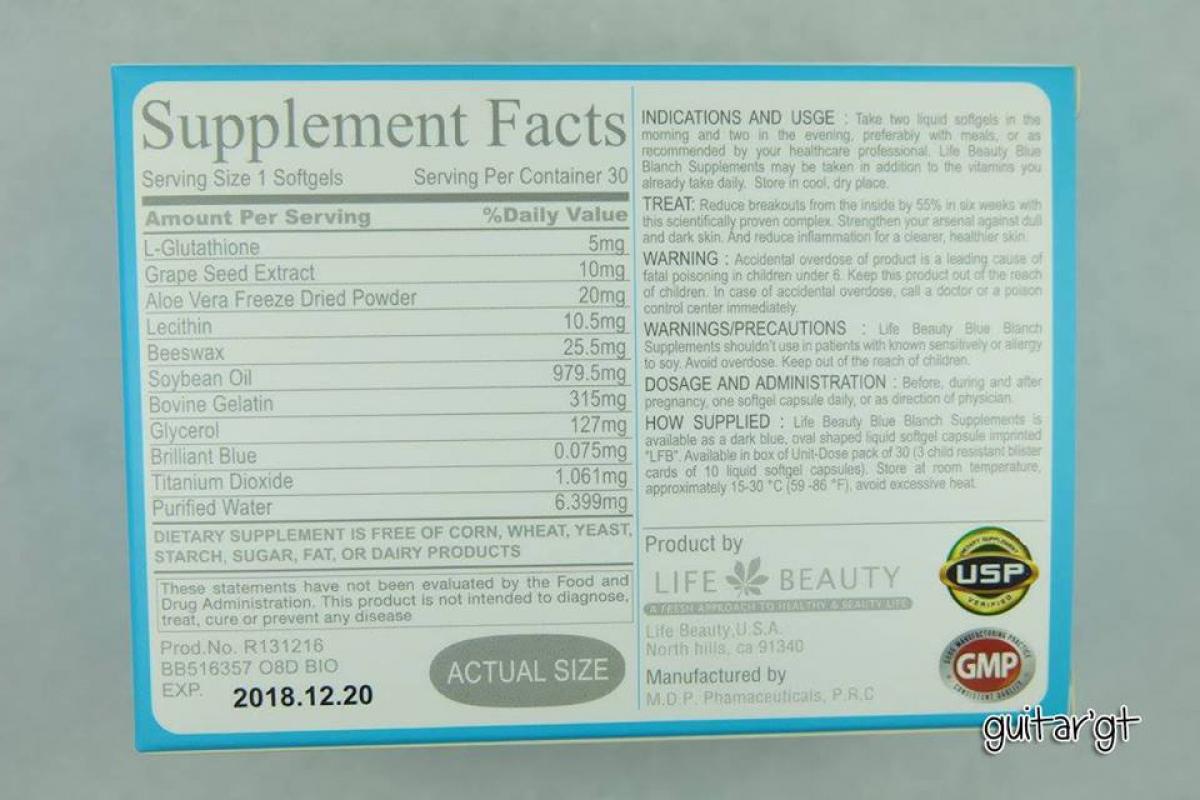 Supplement Facts
Serving Size 1 Softgels Serving Per Container 30
Amount Per Serving %Daily Value
L-Glutathione 5mg
Grape Seed Extract 10mg
Aloe Vera Freeze Dried Powder 20mg
Lecithin 10.5mg
Beeswax 25.5mg
Soybean Oil 979.5mg
Bovine Gelatin 315mg
Glycerol 127mg
Brilliant Blue 0.075mg
Titanium Dioxide 1.061mg
Purified Water 6.399mg
DIETARY SUPPLEMENT IS FREE OF CORN, WHEAT, YEAST,
STARCH, SUGAR, FAT, OR DAIRY PRODUCTS
These statements have not been evaluated by the Food and
Drug Administration. This product is not intended to diagnose,
treat, cure or prevent any disease
Prod.No. R131216
BB516357 O8D BIO
EXP. 2018.12.20
ACTUAL SIZE
INDICATIONS AND USGE : Take two liquid softgels in the
morning and two in the evening, preferably with meals, or as
recommended by your healthcare professional. Life Beauty Blue
Blanch Supplements may be taken in addition to the vitamins you
already take daily. Store in cool, dry place.
TREAT: Reduce breakouts from the inside by 55% in six weeks with
this scientifically proven complex. Strengthen your arsenal against dull
and dark skin. And reduce inflammation for a clearer, healthier skin.
WARNING : Accidental overdose of product is a leading cause of
fatal poisoning in children under 6. Keep this product out of the reach
of children. In case of accidental overdose, call a doctor or a poison
control center immediately.
WARNINGS/PRECAUTIONS : Life Beauty Blue Blanch
Supplements shouldn't use in patients with known sensitively or allergy
to soy. Avoid overdose. Keep out of the reach of children.
DOSAGE AND ADMINISTRATION : Before, during and after
pregnancy, one softgel capsule daily, or as direction of physician.
HOW SUPPLIED : Life Beauty Blue Blanch Supplements is
available as a dark blue, oval shaped liquid softgel capsule imprinted
"LFB". Available in box of Unit-Dose pack of 30 (3 child resistant blister
cards of 10 liquid softgel capsules). Store at room temperature,
approximately 15-30 °C (59 -86 °F), avoid excessive heat.
Product by
LIFE BEAUTY
A FRESH APPROACH TO HEALTHY & BEAUTY LIFE
Life Beauty,U.S.A.
North hills, ca 91340
Manufactured by
M.D.P. Phamaceuticals, P.R.C
DIETARY SUPPLEMENT
USP
VERIFIED
GOOD MANUFACTURING PRACTICE
GMP
CONSISTENT QUALITY
guitar'gt